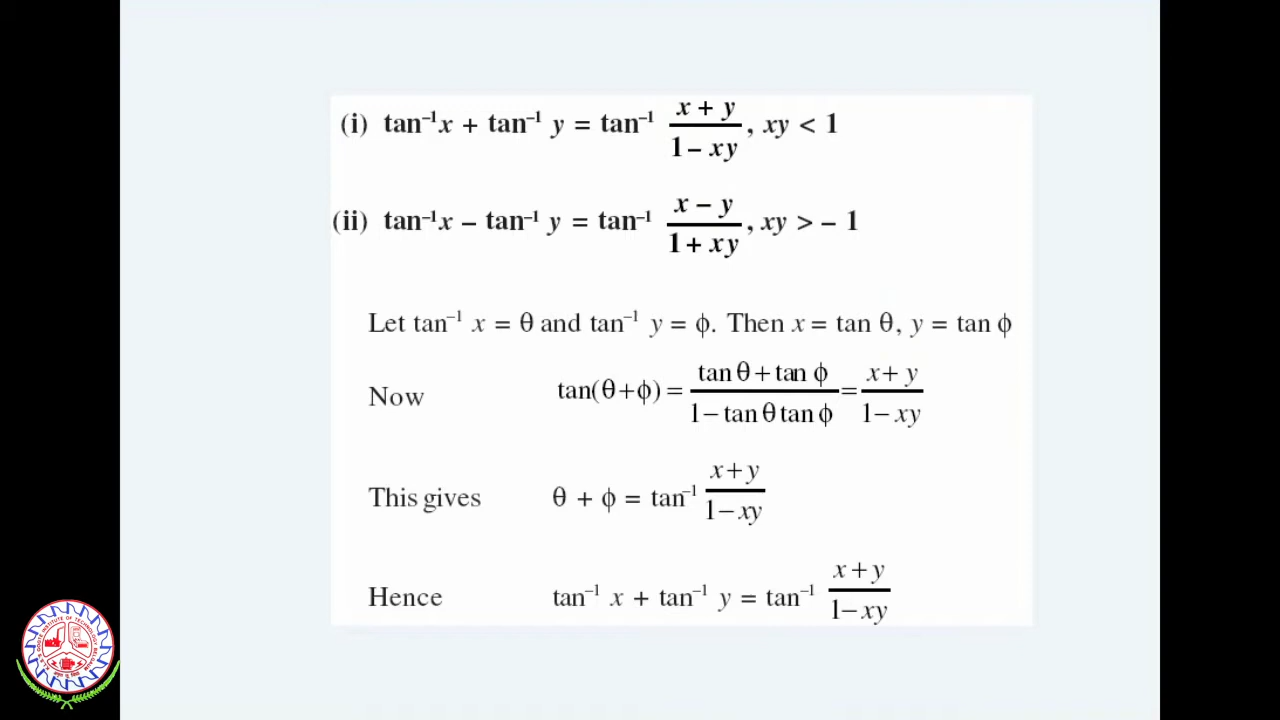 (i) tan⁻¹x + tan⁻¹ y = tan⁻¹ (x + y)/(1 – xy), xy < 1
(ii) tan⁻¹x – tan⁻¹ y = tan⁻¹ (x – y)/(1 + xy), xy > – 1
Let tan⁻¹ x = θ and tan⁻¹ y = ϕ. Then x = tan θ, y = tan ϕ
Now tan(θ+ϕ) = (tan θ + tan ϕ)/(1 – tan θ tan ϕ) = (x + y)/(1 – xy)
This gives θ + ϕ = tan⁻¹ (x + y)/(1 – xy)
Hence tan⁻¹ x + tan⁻¹ y = tan⁻¹ (x + y)/(1 – xy)